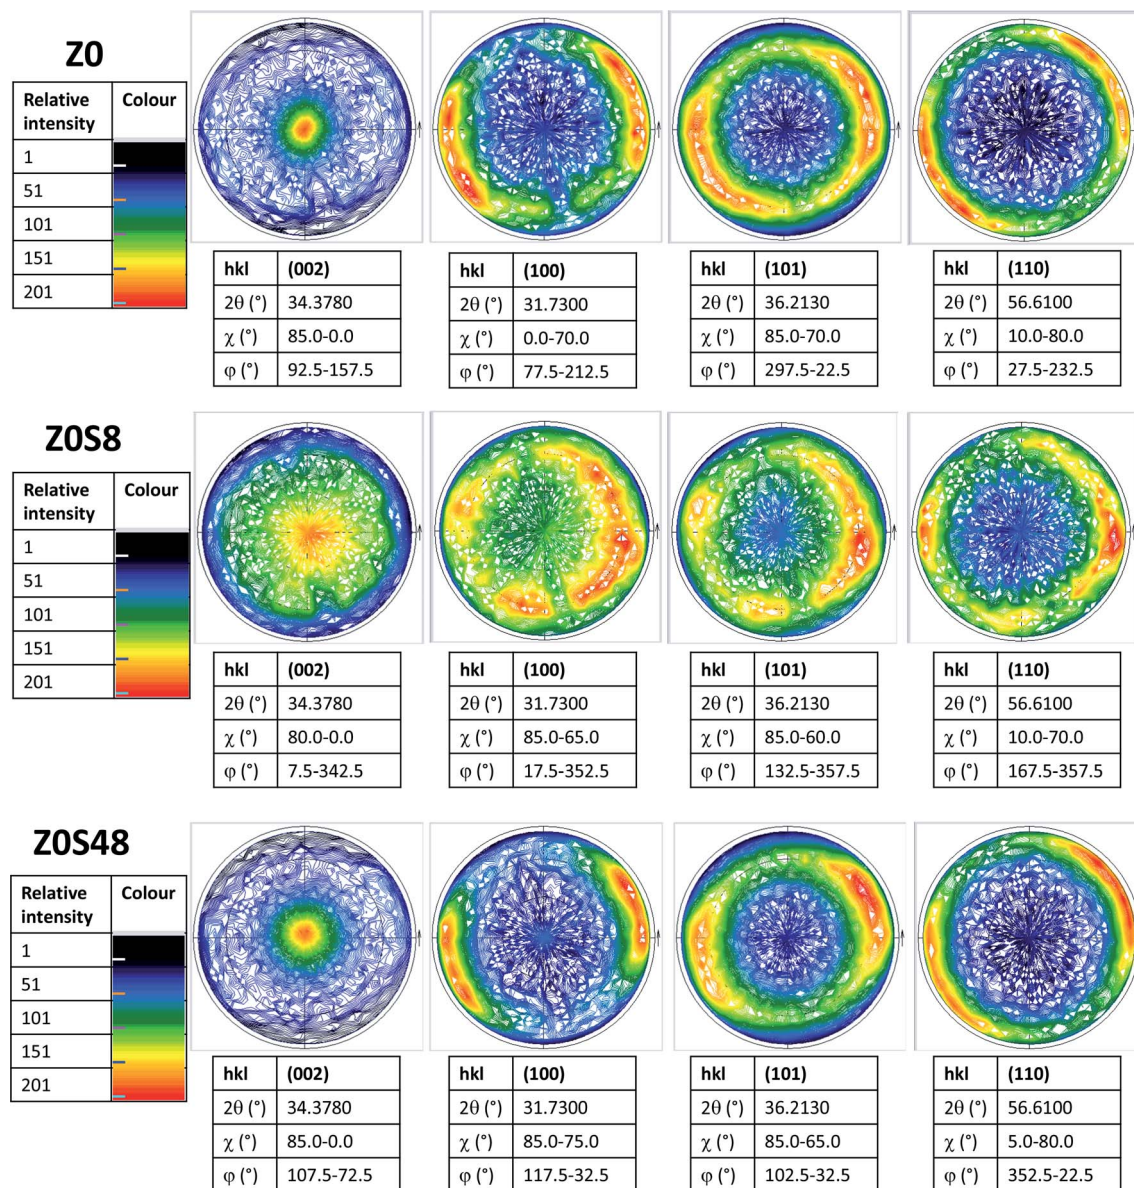 Z0
Relative intensity Colour
1
51
101
151
201
hkl (002)
2θ (°) 34.3780
χ (°) 85.0-0.0
φ (°) 92.5-157.5
hkl (100)
2θ (°) 31.7300
χ (°) 0.0-70.0
φ (°) 77.5-212.5
hkl (101)
2θ (°) 36.2130
χ (°) 85.0-70.0
φ (°) 297.5-22.5
hkl (110)
2θ (°) 56.6100
χ (°) 10.0-80.0
φ (°) 27.5-232.5
Z0S8
Relative intensity Colour
1
51
101
151
201
hkl (002)
2θ (°) 34.3780
χ (°) 80.0-0.0
φ (°) 7.5-342.5
hkl (100)
2θ (°) 31.7300
χ (°) 85.0-65.0
φ (°) 17.5-352.5
hkl (101)
2θ (°) 36.2130
χ (°) 85.0-60.0
φ (°) 132.5-357.5
hkl (110)
2θ (°) 56.6100
χ (°) 10.0-70.0
φ (°) 167.5-357.5
Z0S48
Relative intensity Colour
1
51
101
151
201
hkl (002)
2θ (°) 34.3780
χ (°) 85.0-0.0
φ (°) 107.5-72.5
hkl (100)
2θ (°) 31.7300
χ (°) 85.0-75.0
φ (°) 117.5-32.5
hkl (101)
2θ (°) 36.2130
χ (°) 85.0-65.0
φ (°) 102.5-32.5
hkl (110)
2θ (°) 56.6100
χ (°) 5.0-80.0
φ (°) 352.5-22.5